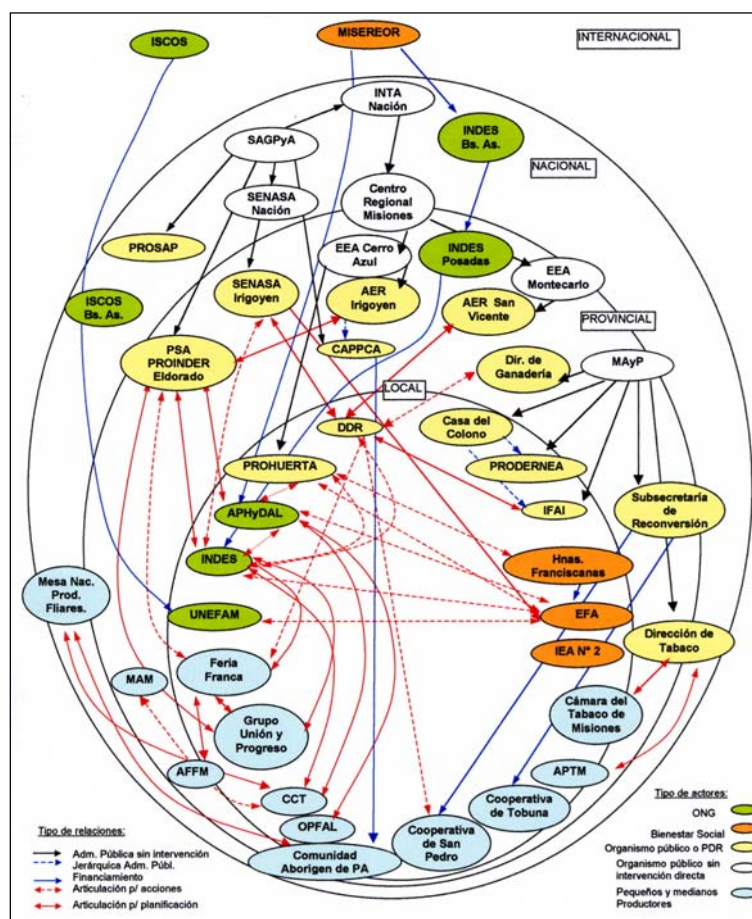 ISCOS
MISEREOR
INTERNACIONAL
INTA
Nación
INDES
Bs. As.
SAGPyA
NACIONAL
SENASA
Nación
Centro
Regional
Misiones
PROSAP
EEA Cerro
Azul
INDES
Posadas
EEA
Montecarlo
SENASA
Irigoyen
AER
Irigoyen
AER San
Vicente
ISCOS
Bs. As.
PROVINCIAL
PSA
PROINDER
Eldorado
CAPPCA
Dir. de
Ganadería
MAyP
LOCAL
DDR
Casa del
Colono
PROHUERTA
PRODERNEA
APHyDAL
IFAI
Subsecretaría
de
Reconversión
INDES
Hnas.
Franciscanas
Mesa Nac.
Prod.
Fliares.
UNEFAM
EFA
IEA N° 2
Dirección de
Tabaco
Feria
Franca
MAM
Grupo
Unión y
Progreso
Cámara del
Tabaco de
Misiones
AFFM
APTM
CCT
Cooperativa
de Tobuna
OPFAL
Cooperativa
de San
Pedro
Comunidad
Aborigen de PA
Tipo de relaciones:
Adm. Pública sin intervención
Jerárquica Adm. Públ.
Financiamiento
Articulación p/ acciones
Articulación p/ planificación
Tipo de actores:
ONG
Bienestar Social
Organismo público o PDR
Organismo público sin
intervención directa
Pequeños y medianos
Productores